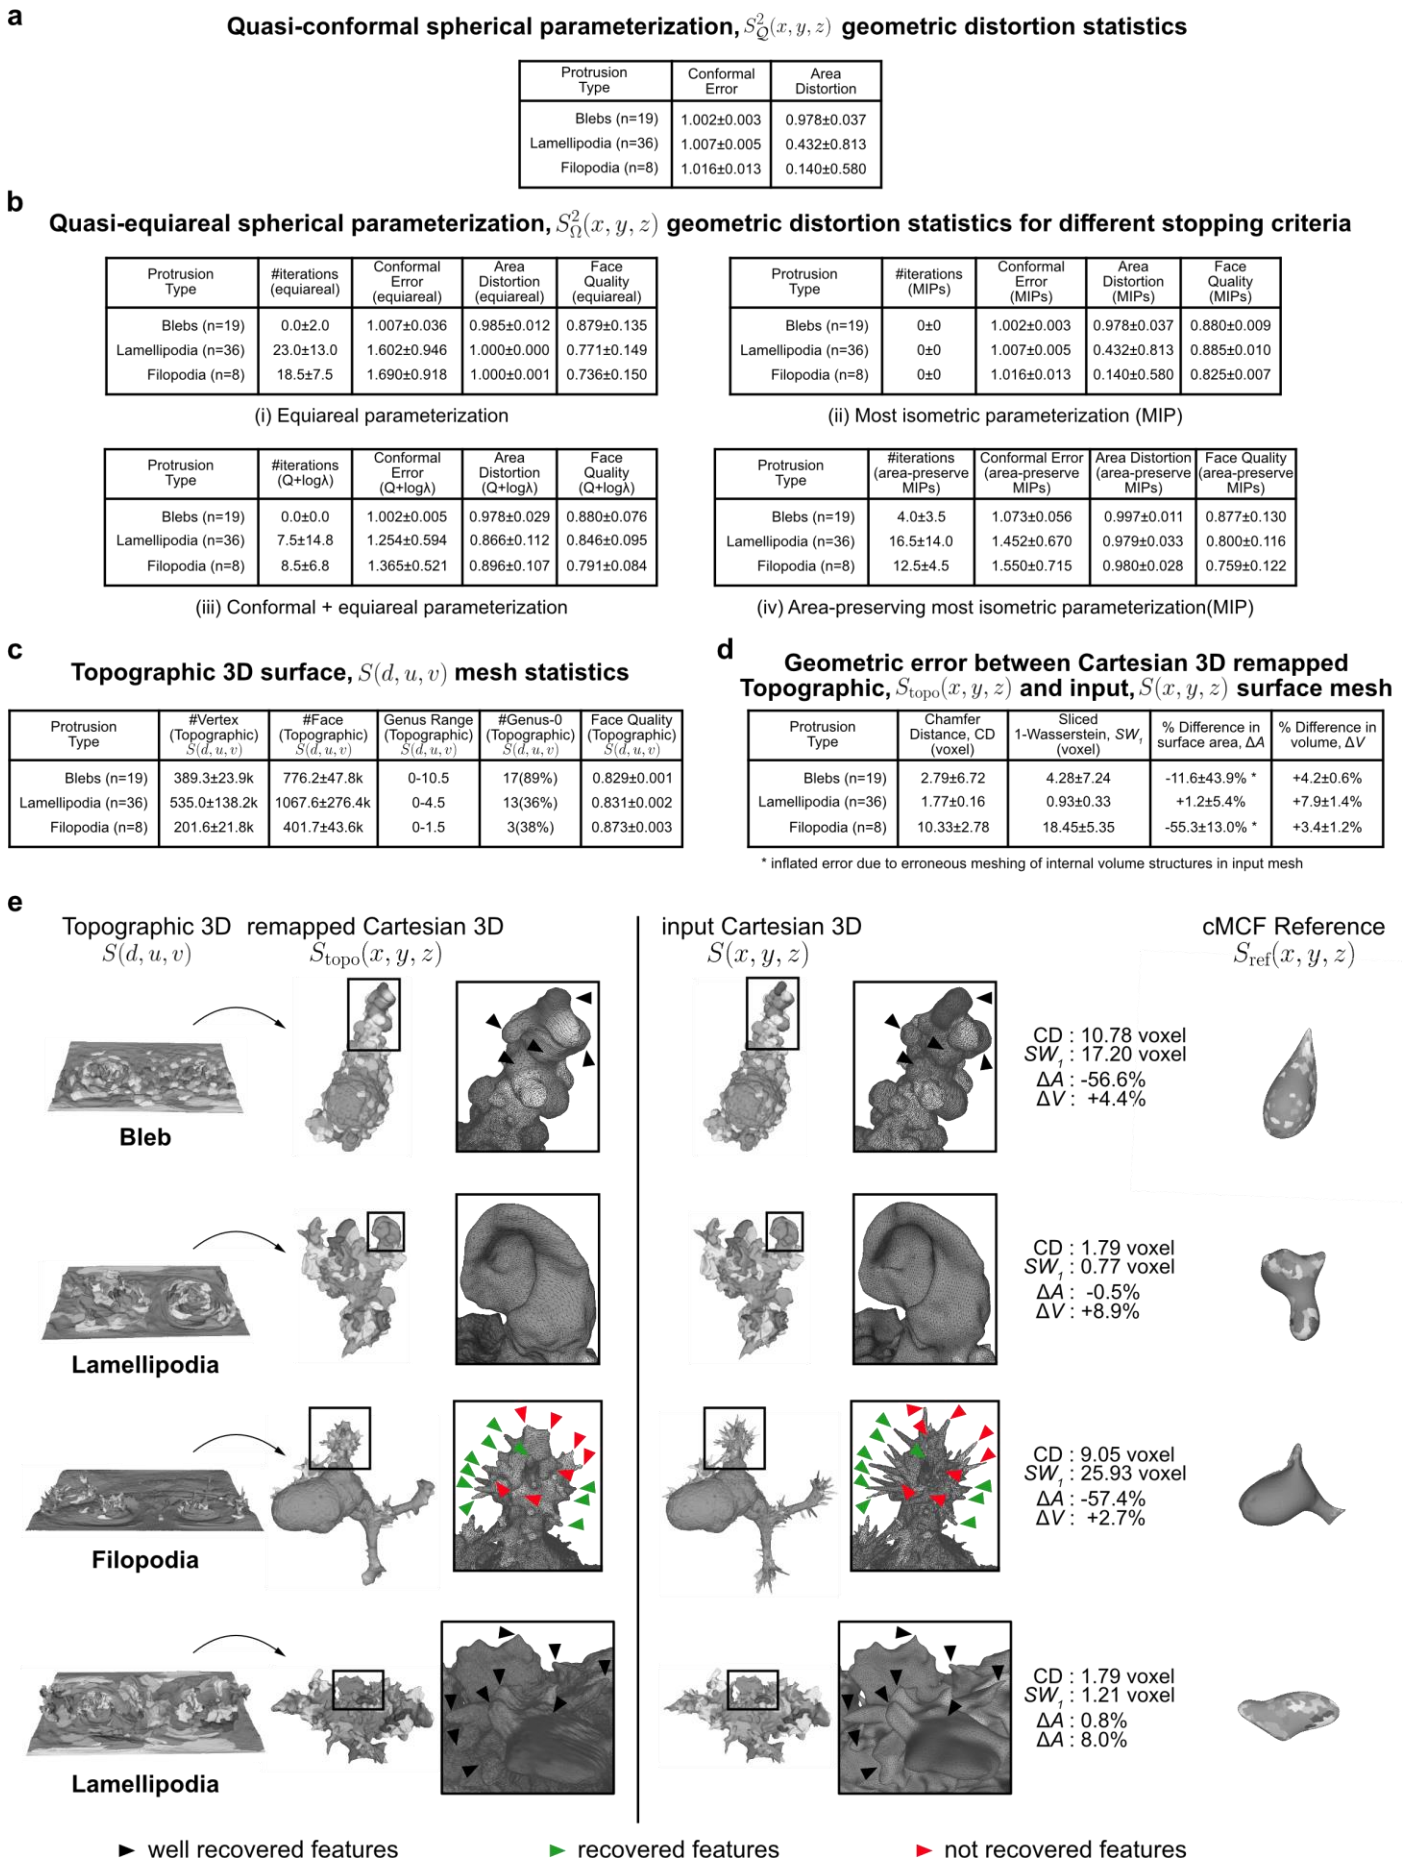 a
Quasi-conformal spherical parameterization, S²_Q(x, y, z) geometric distortion statistics
Protrusion Type | Conformal Error | Area Distortion
Blebs (n=19) | 1.002±0.003 | 0.978±0.037
Lamellipodia (n=36) | 1.007±0.005 | 0.432±0.813
Filopodia (n=8) | 1.016±0.013 | 0.140±0.580
b
Quasi-equiareal spherical parameterization, S²_Ω(x, y, z) geometric distortion statistics for different stopping criteria
Protrusion Type | #iterations (equiareal) | Conformal Error (equiareal) | Area Distortion (equiareal) | Face Quality (equiareal)
Blebs (n=19) | 0.0±2.0 | 1.007±0.036 | 0.985±0.012 | 0.879±0.135
Lamellipodia (n=36) | 23.0±13.0 | 1.602±0.946 | 1.000±0.000 | 0.771±0.149
Filopodia (n=8) | 18.5±7.5 | 1.690±0.918 | 1.000±0.001 | 0.736±0.150
(i) Equiareal parameterization
Protrusion Type | #iterations (MIPs) | Conformal Error (MIPs) | Area Distortion (MIPs) | Face Quality (MIPs)
Blebs (n=19) | 0±0 | 1.002±0.003 | 0.978±0.037 | 0.880±0.009
Lamellipodia (n=36) | 0±0 | 1.007±0.005 | 0.432±0.813 | 0.885±0.010
Filopodia (n=8) | 0±0 | 1.016±0.013 | 0.140±0.580 | 0.825±0.007
(ii) Most isometric parameterization (MIP)
Protrusion Type | #iterations (Q+logλ) | Conformal Error (Q+logλ) | Area Distortion (Q+logλ) | Face Quality (Q+logλ)
Blebs (n=19) | 0.0±0.0 | 1.002±0.005 | 0.978±0.029 | 0.880±0.076
Lamellipodia (n=36) | 7.5±14.8 | 1.254±0.594 | 0.866±0.112 | 0.846±0.095
Filopodia (n=8) | 8.5±6.8 | 1.365±0.521 | 0.896±0.107 | 0.791±0.084
(iii) Conformal + equiareal parameterization
Protrusion Type | #iterations (area-preserve MIPs) | Conformal Error (area-preserve MIPs) | Area Distortion (area-preserve MIPs) | Face Quality (area-preserve MIPs)
Blebs (n=19) | 4.0±3.5 | 1.073±0.056 | 0.997±0.011 | 0.877±0.130
Lamellipodia (n=36) | 16.5±14.0 | 1.452±0.670 | 0.979±0.033 | 0.800±0.116
Filopodia (n=8) | 12.5±4.5 | 1.550±0.715 | 0.980±0.028 | 0.759±0.122
(iv) Area-preserving most isometric parameterization(MIP)
c
Topographic 3D surface, S(d, u, v) mesh statistics
Protrusion Type | #Vertex (Topographic) S(d, u, v) | #Face (Topographic) S(d, u, v) | Genus Range (Topographic) S(d, u, v) | #Genus-0 (Topographic) S(d, u, v) | Face Quality (Topographic) S(d, u, v)
Blebs (n=19) | 389.3±23.9k | 776.2±47.8k | 0-10.5 | 17(89%) | 0.829±0.001
Lamellipodia (n=36) | 535.0±138.2k | 1067.6±276.4k | 0-4.5 | 13(36%) | 0.831±0.002
Filopodia (n=8) | 201.6±21.8k | 401.7±43.6k | 0-1.5 | 3(38%) | 0.873±0.003
d
Geometric error between Cartesian 3D remapped
Topographic, S_topo(x, y, z) and input, S(x, y, z) surface mesh
Protrusion Type | Chamfer Distance, CD (voxel) | Sliced 1-Wasserstein, SW₁ (voxel) | % Difference in surface area, ΔA | % Difference in volume, ΔV
Blebs (n=19) | 2.79±6.72 | 4.28±7.24 | -11.6±43.9% * | +4.2±0.6%
Lamellipodia (n=36) | 1.77±0.16 | 0.93±0.33 | +1.2±5.4% | +7.9±1.4%
Filopodia (n=8) | 10.33±2.78 | 18.45±5.35 | -55.3±13.0% * | +3.4±1.2%
* inflated error due to erroneous meshing of internal volume structures in input mesh
e
Topographic 3D S(d, u, v)
remapped Cartesian 3D S_topo(x, y, z)
input Cartesian 3D S(x, y, z)
cMCF Reference S_ref(x, y, z)
Bleb
CD : 10.78 voxel
SW₁ : 17.20 voxel
ΔA : -56.6%
ΔV : +4.4%
Lamellipodia
CD : 1.79 voxel
SW₁ : 0.77 voxel
ΔA : -0.5%
ΔV : +8.9%
Filopodia
CD : 9.05 voxel
SW₁ : 25.93 voxel
ΔA : -57.4%
ΔV : +2.7%
Lamellipodia
CD : 1.79 voxel
SW₁ : 1.21 voxel
ΔA : 0.8%
ΔA : 8.0%
well recovered features
recovered features
not recovered features